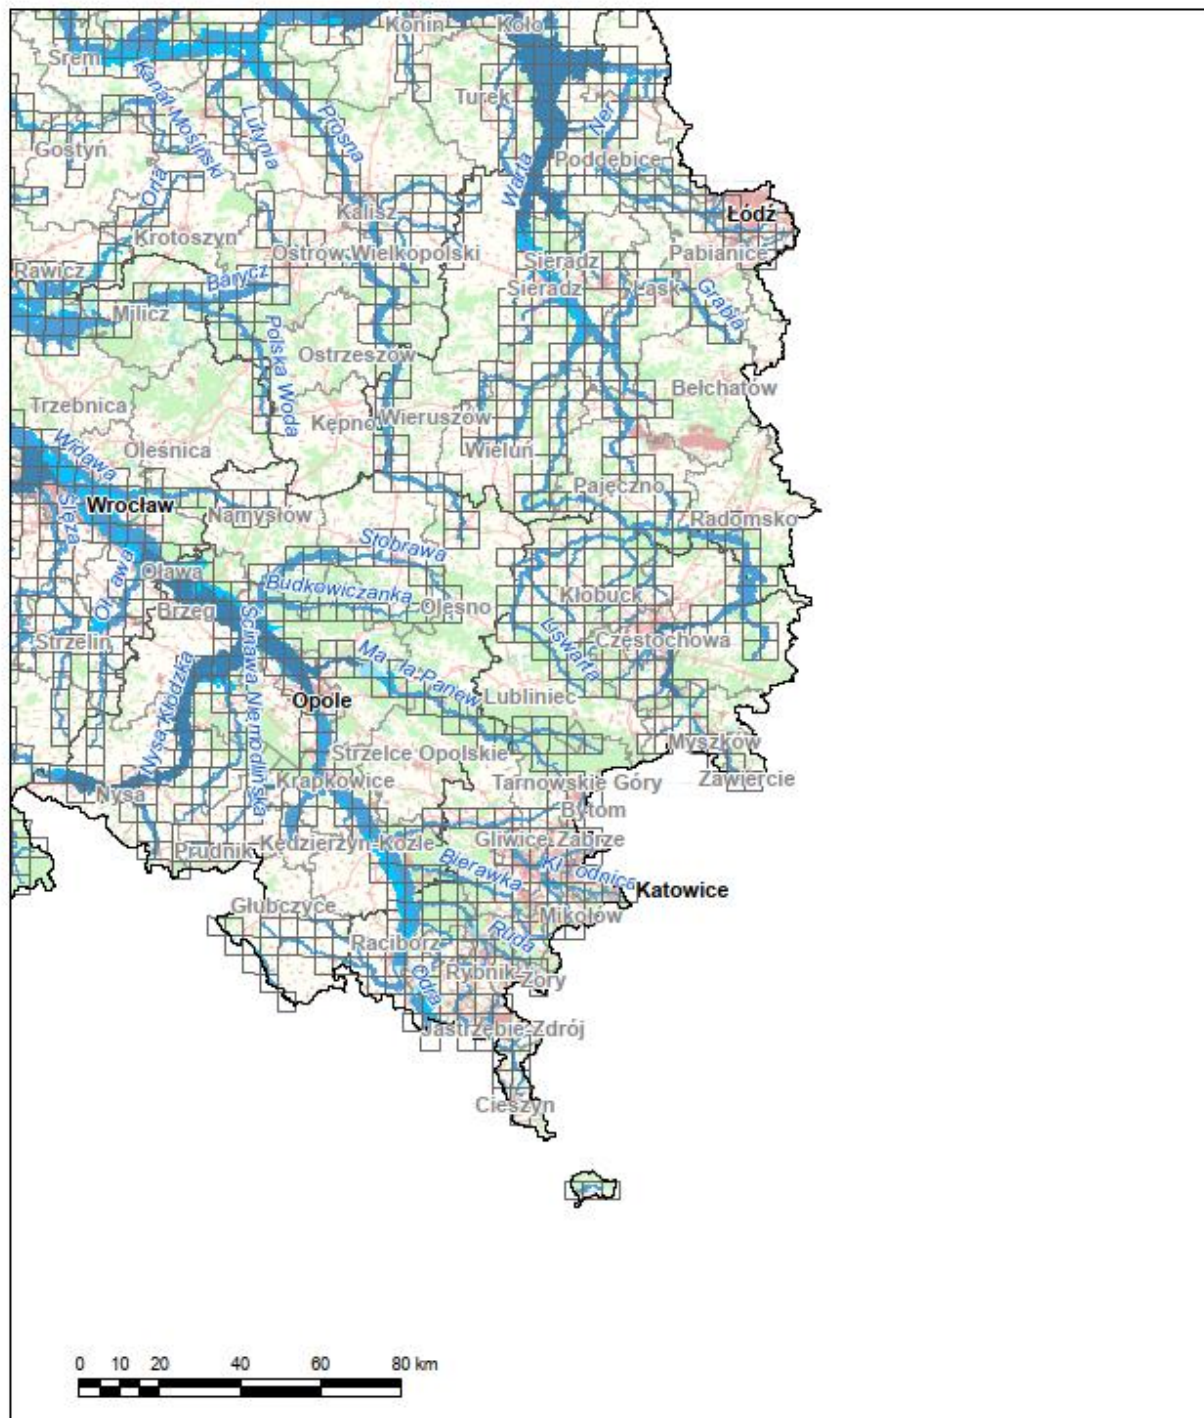 Konin
Koło
Śrem
Kanał Mosiński
Turek
Lutynia
Prosna
Ner
Gostyń
Poddębice
Orla
Warta
Kalisz
Łódź
Krotoszyn
Ostrów Wielkopolski
Pabianice
Rawicz
Sieradz
Barycz
Sieradz
Łask
Grabia
Milicz
Polska Woda
Ostrzeszów
Bełchatów
Trzebnica
Kępno
Wieruszów
Widawa
Oleśnica
Wieluń
Pajęczno
Ślęza
Wrocław
Namysłów
Radomsko
Stobrawa
Oława
Oława
Budkowiczanka
Kłobuck
Brzeg
Olesno
Strzelin
Ścinawa Niemodlińska
Liswarta
Częstochowa
Nysa Kłodzka
Mała Panew
Opole
Lubliniec
Strzelce Opolskie
Myszków
Krapkowice
Tarnowskie Góry
Zawiercie
Nysa
Bytom
Prudnik
Kędzierzyn-Koźle
Gliwice
Zabrze
Bierawka
Kłodnica
Katowice
Głubczyce
Mikołów
Racibórz
Ruda
Odra
Rybnik
Żory
Jastrzębie-Zdrój
Cieszyn
0 10 20 40 60 80 km